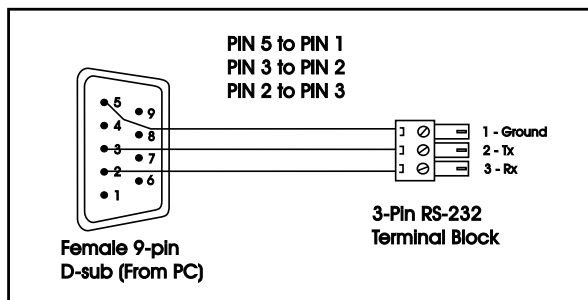 PIN 5 to PIN 1
PIN 3 to PIN 2
PIN 2 to PIN 3
5
9
4
8
3
7
2
6
1
1 - Ground
2 - Tx
3 - Rx
3-Pin RS-232
Terminal Block
Female 9-pin
D-sub (From PC)